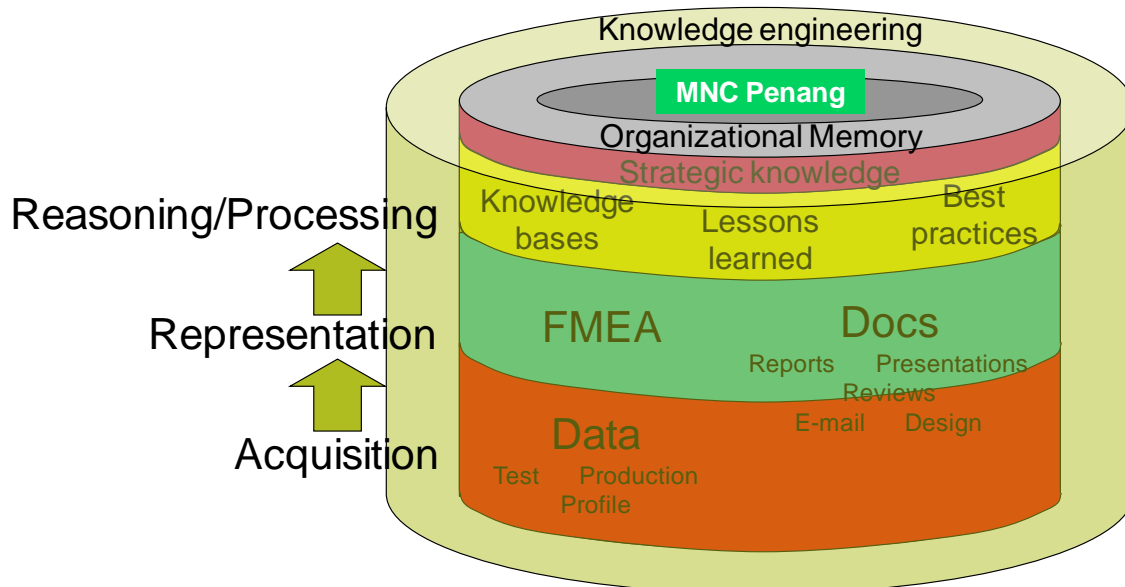 Knowledge engineering
MNC Penang
Organizational Memory
Strategic knowledge
Reasoning/Processing
Knowledge
bases
Lessons
learned
Best
practices
Representation
FMEA
Docs
Reports Presentations
Reviews
E-mail Design
Acquisition
Data
Test Production
Profile